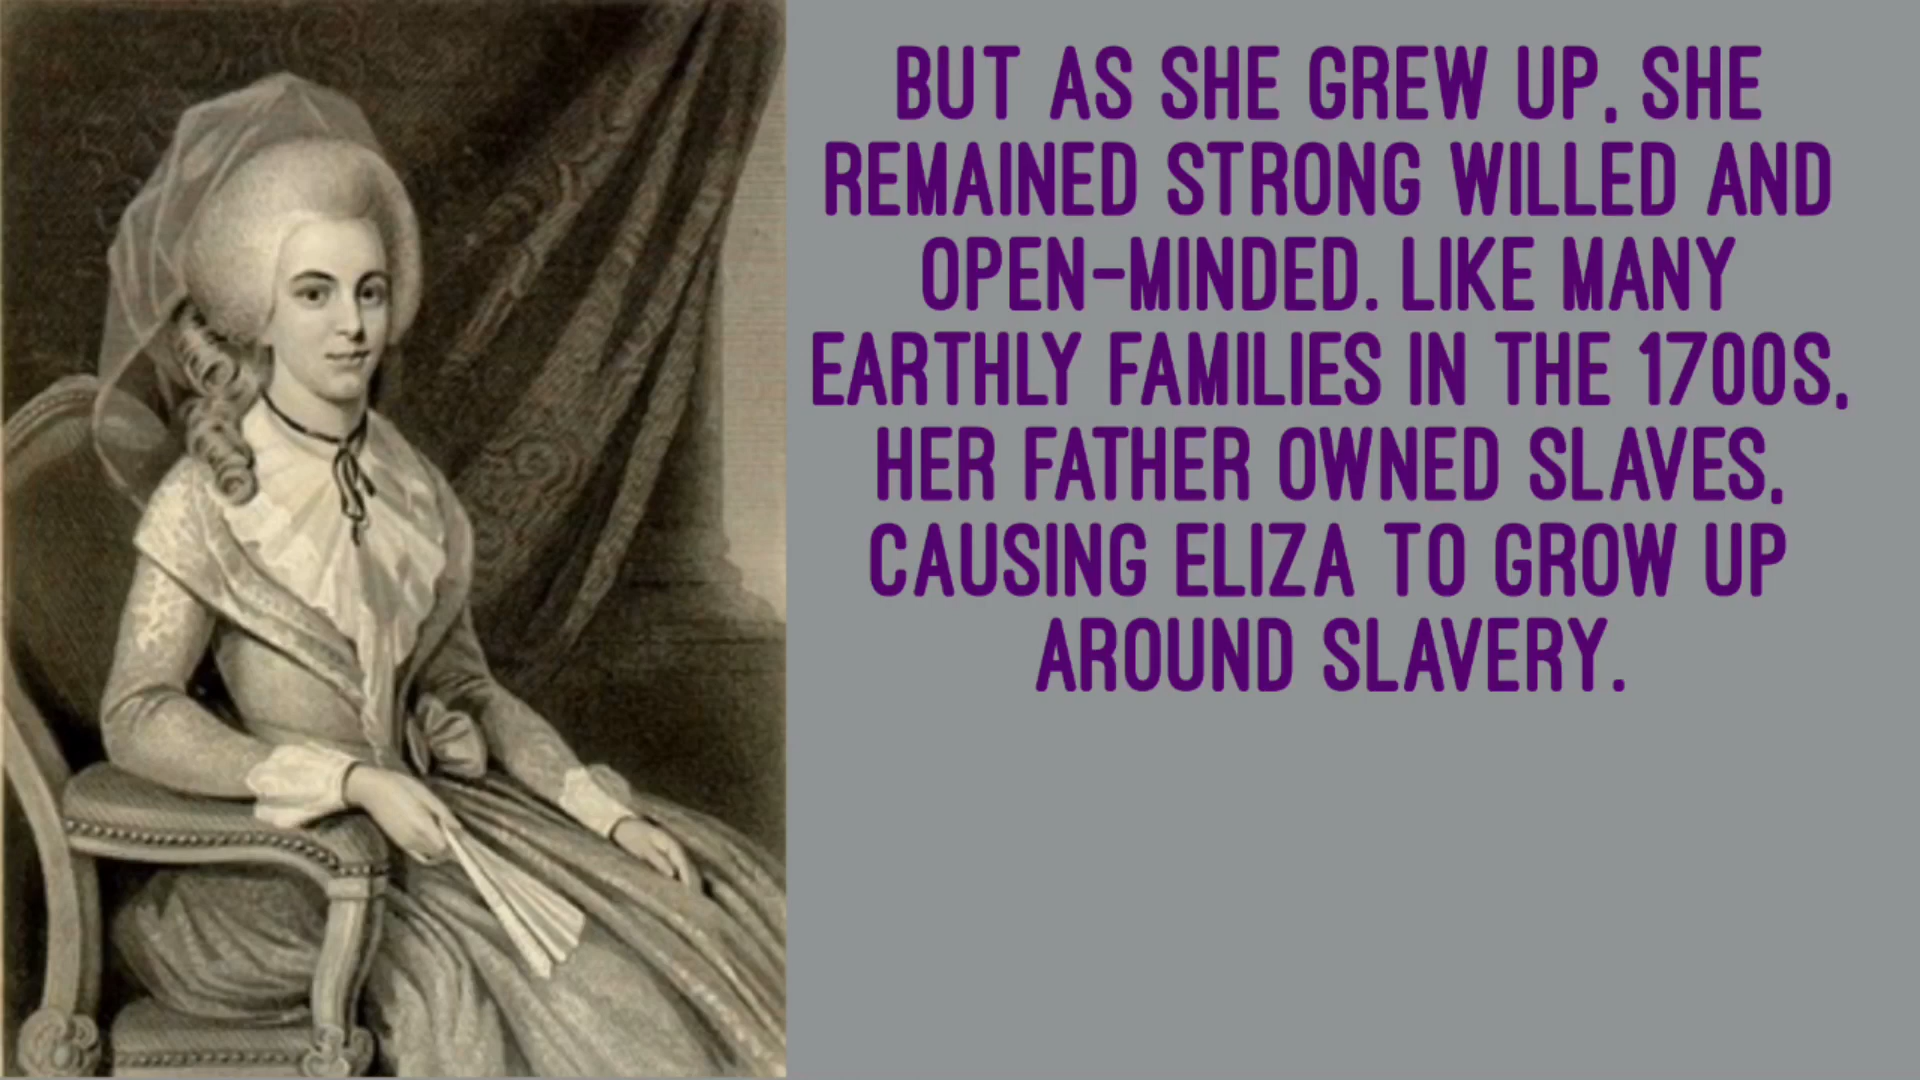 BUT AS SHE GREW UP, SHE
REMAINED STRONG WILLED AND
OPEN-MINDED. LIKE MANY
EARTHLY FAMILIES IN THE 1700S,
HER FATHER OWNED SLAVES,
CAUSING ELIZA TO GROW UP
AROUND SLAVERY.